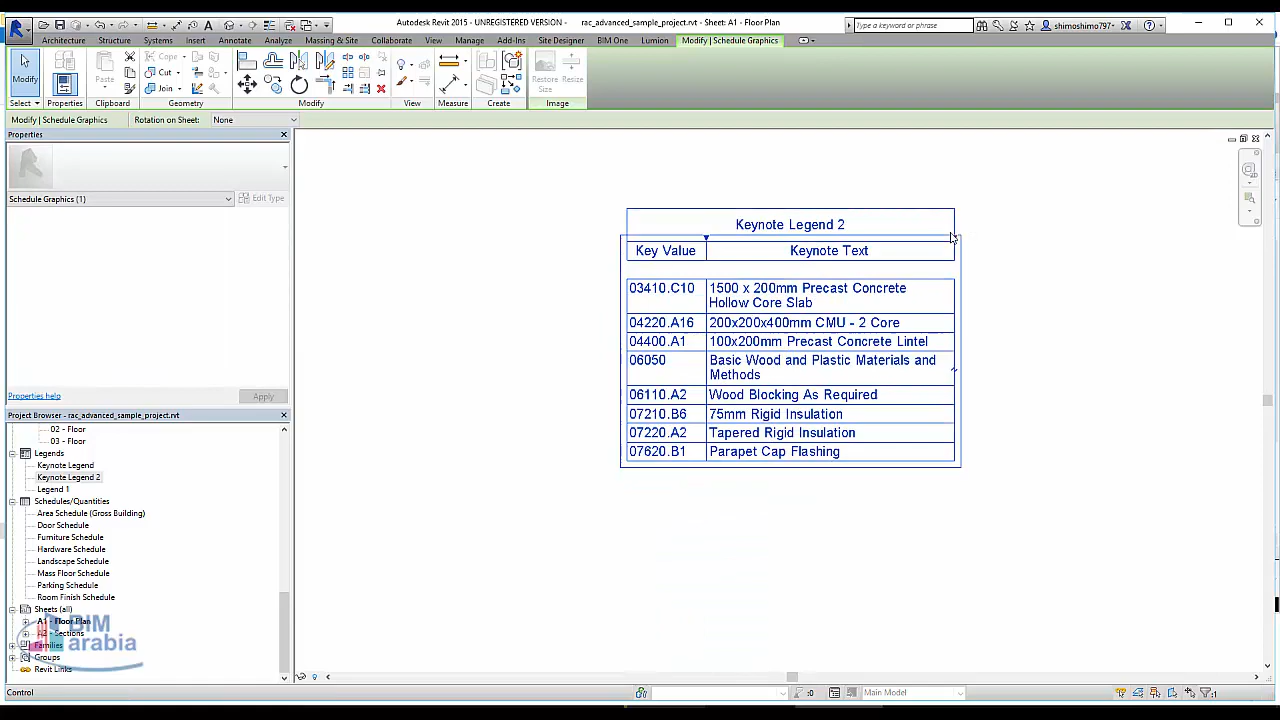 Autodesk Revit 2015 - UNREGISTERED VERSION - rac_advanced_sample_project.rvt - Sheet: A1 - Floor Plan
Type a keyword or phrase
shimoshimo797*
Architecture Structure Systems Insert Annotate Analyze Massing & Site Collaborate View Manage Add-Ins Site Designer BIM One Lumion Modify | Schedule Graphics
Modify
Paste
Cope
Cut
Join
Restore Size
Resize
Select Properties Clipboard Geometry Modify View Measure Create Image
Modify | Schedule Graphics Rotation on Sheet: None
Properties
Schedule Graphics (1)
Edit Type
Properties help
Apply
Project Browser - rac_advanced_sample_project.rvt
02 - Floor
03 - Floor
Legends
Keynote Legend
Keynote Legend 2
Legend 1
Schedules/Quantities
Area Schedule (Gross Building)
Door Schedule
Furniture Schedule
Hardware Schedule
Landscape Schedule
Mass Floor Schedule
Parking Schedule
Room Finish Schedule
Sheets (all)
A1 - Floor Plan
A2 - Sections
Families
Groups
Revit Links
BIM
arabia
Keynote Legend 2
Key Value Keynote Text
03410.C10 1500 x 200mm Precast Concrete Hollow Core Slab
04220.A16 200x200x400mm CMU - 2 Core
04400.A1 100x200mm Precast Concrete Lintel
06050 Basic Wood and Plastic Materials and Methods
06110.A2 Wood Blocking As Required
07210.B6 75mm Rigid Insulation
07220.A2 Tapered Rigid Insulation
07620.B1 Parapet Cap Flashing
Control
:0
Main Model
:1